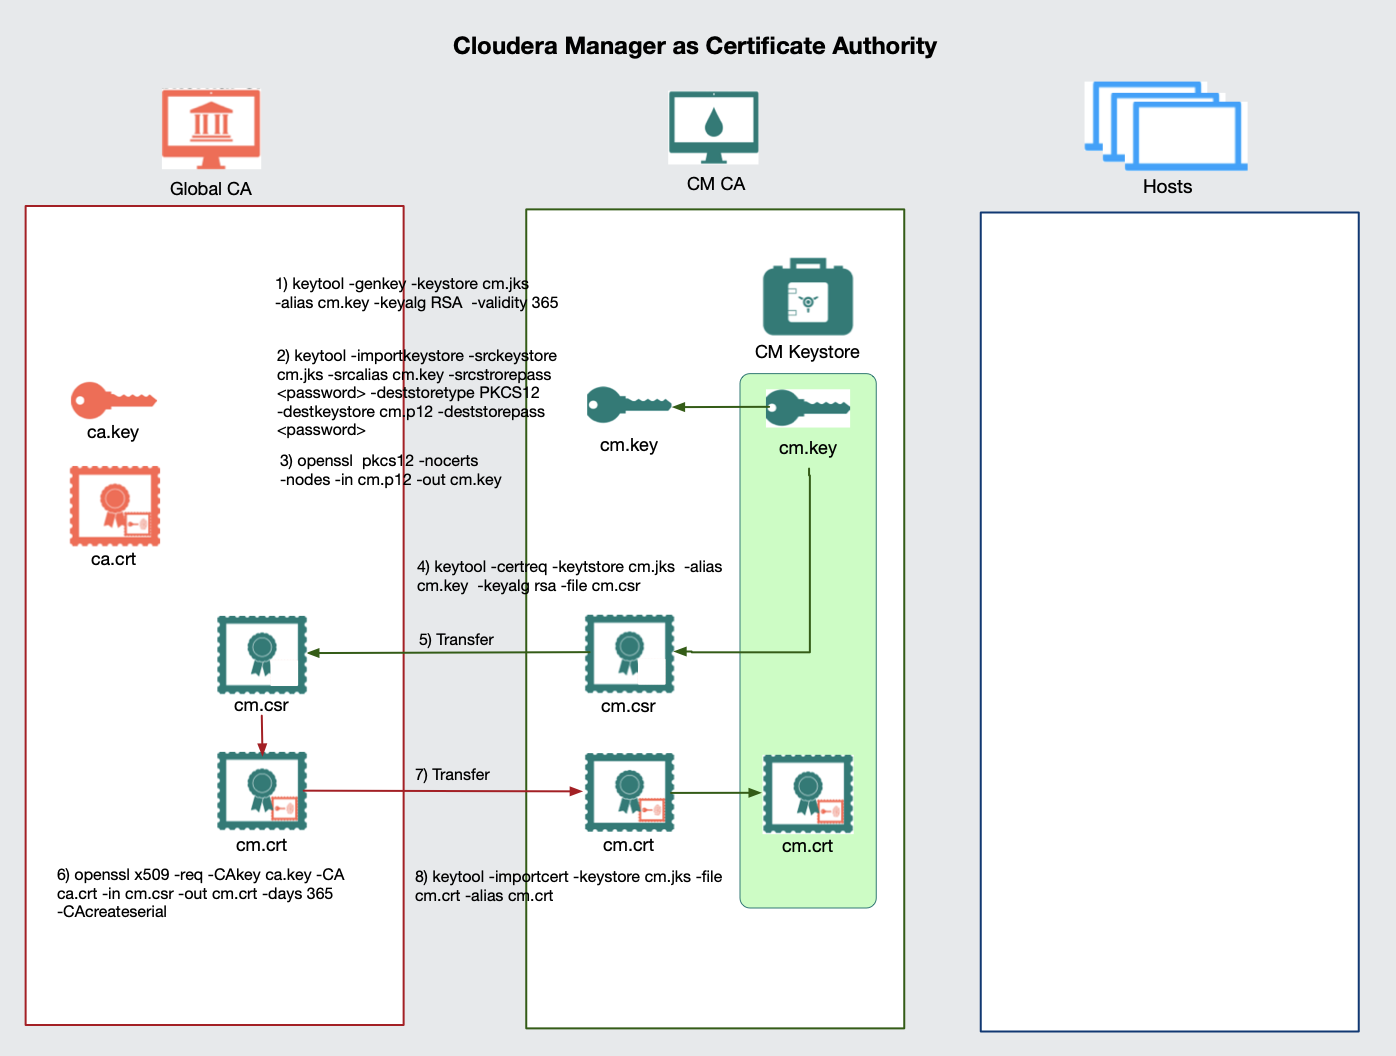 Cloudera Manager as Certificate Authority
Global CA
CM CA
Hosts
1) keytool -genkey -keystore cm.jks
-alias cm.key -keyalg RSA  -validity 365
CM Keystore
2) keytool -importkeystore -srckeystore
cm.jks -srcalias cm.key -srcstrorepass
<password> -deststoretype PKCS12
-destkeystore cm.p12 -deststorepass
<password>
ca.key
cm.key
cm.key
3) openssl  pkcs12 -nocerts
-nodes -in cm.p12 -out cm.key
ca.crt
4) keytool -certreq -keytstore cm.jks  -alias
cm.key  -keyalg rsa -file cm.csr
5) Transfer
cm.csr
cm.csr
7) Transfer
cm.crt
cm.crt
cm.crt
6) openssl x509 -req -CAkey ca.key -CA
ca.crt -in cm.csr -out cm.crt -days 365
-CAcreateserial
8) keytool -importcert -keystore cm.jks -file
cm.crt -alias cm.crt